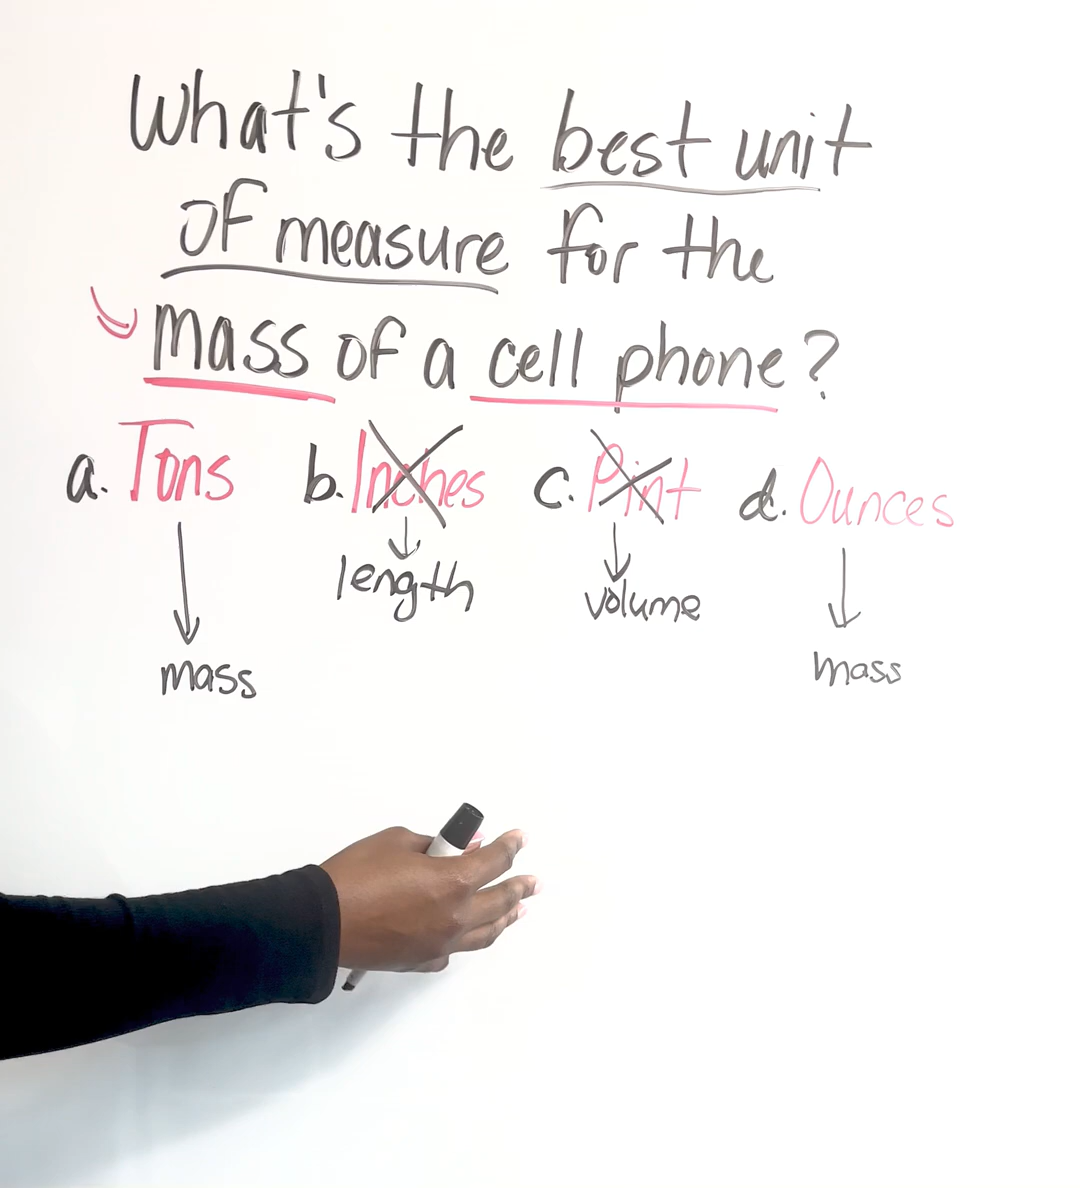 What's the best unit
of measure for the
mass of a cell phone?
a. Tons b. Inches c. Pint d. Ounces
length
volume
mass
mass